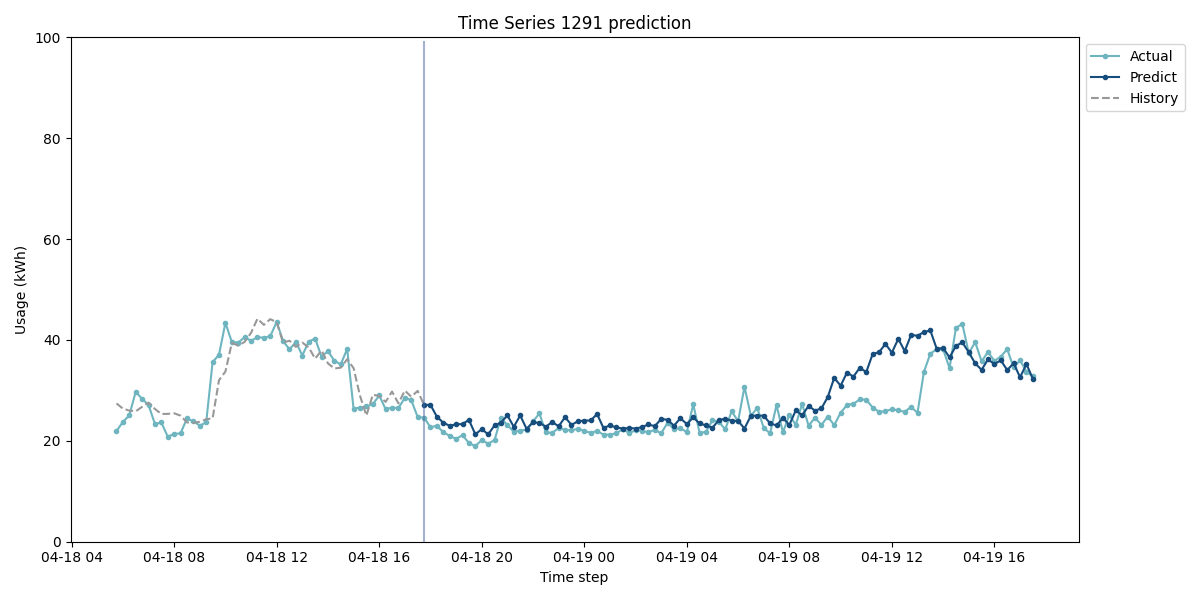 Time Series 1291 prediction
Usage (kWh)
100
80
60
40
20
0
04-18 04 04-18 08 04-18 12 04-18 16 04-18 20 04-19 00 04-19 04 04-19 08 04-19 12 04-19 16
Time step
Actual
Predict
History